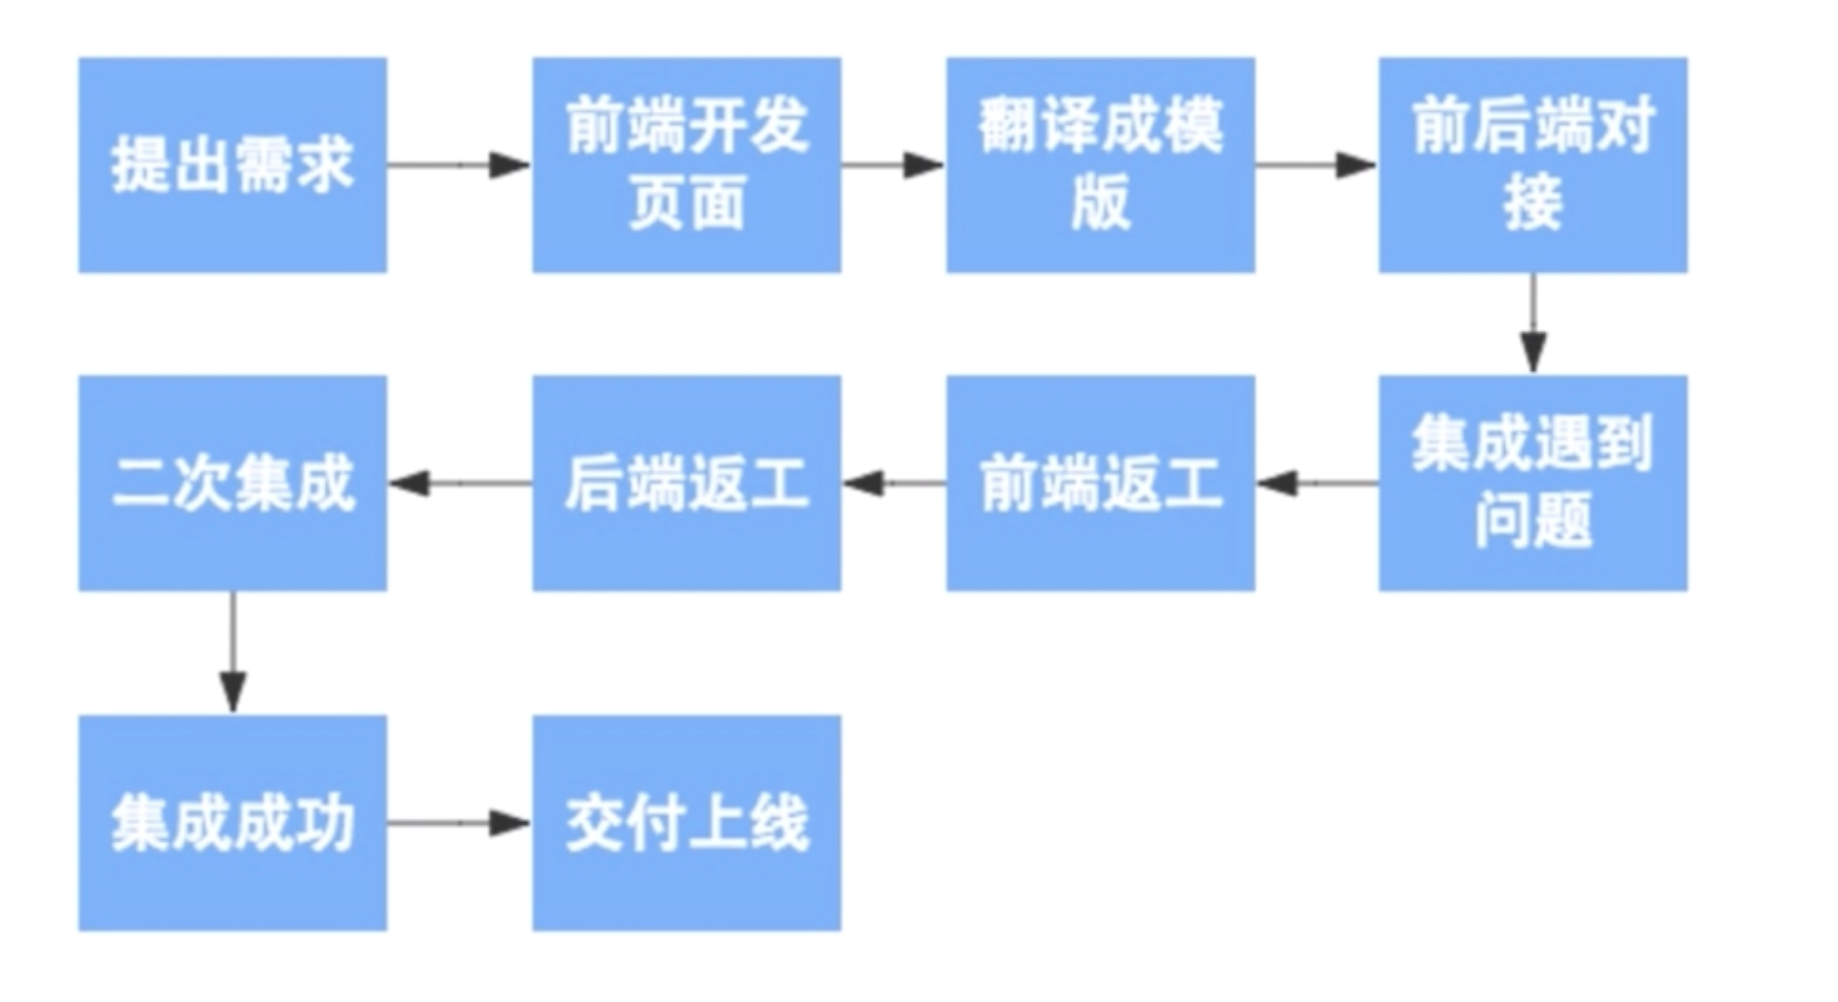 提出需求
前端开发
页面
翻译成模
版
前后端对
接
集成遇到
问题
前端返工
后端返工
二次集成
集成成功
交付上线